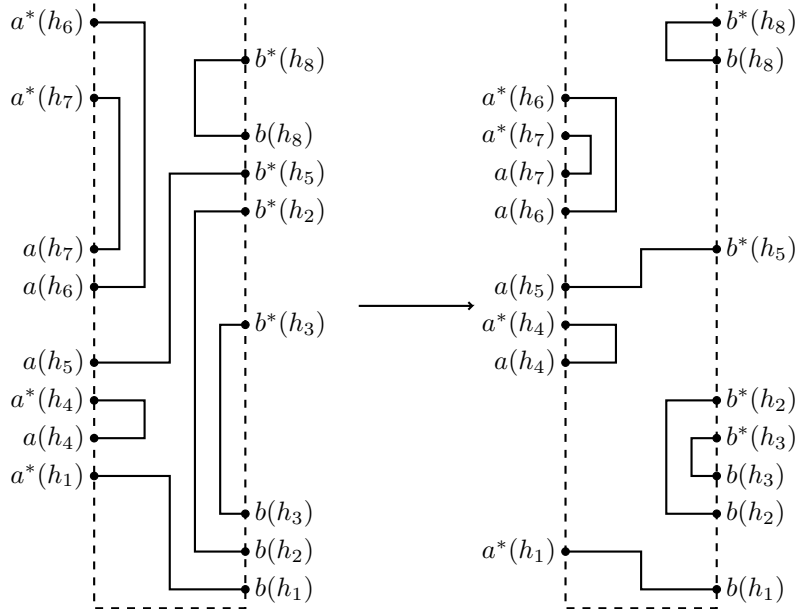 a*(h₆)
a*(h₇)
a(h₇)
a(h₆)
a(h₅)
a*(h₄)
a(h₄)
a*(h₁)
b*(h₈)
b(h₈)
b*(h₅)
b*(h₂)
b*(h₃)
b(h₃)
b(h₂)
b(h₁)
a*(h₆)
a*(h₇)
a(h₇)
a(h₆)
a(h₅)
a*(h₄)
a(h₄)
a*(h₁)
b*(h₈)
b(h₈)
b*(h₅)
b*(h₂)
b*(h₃)
b(h₃)
b(h₂)
b(h₁)